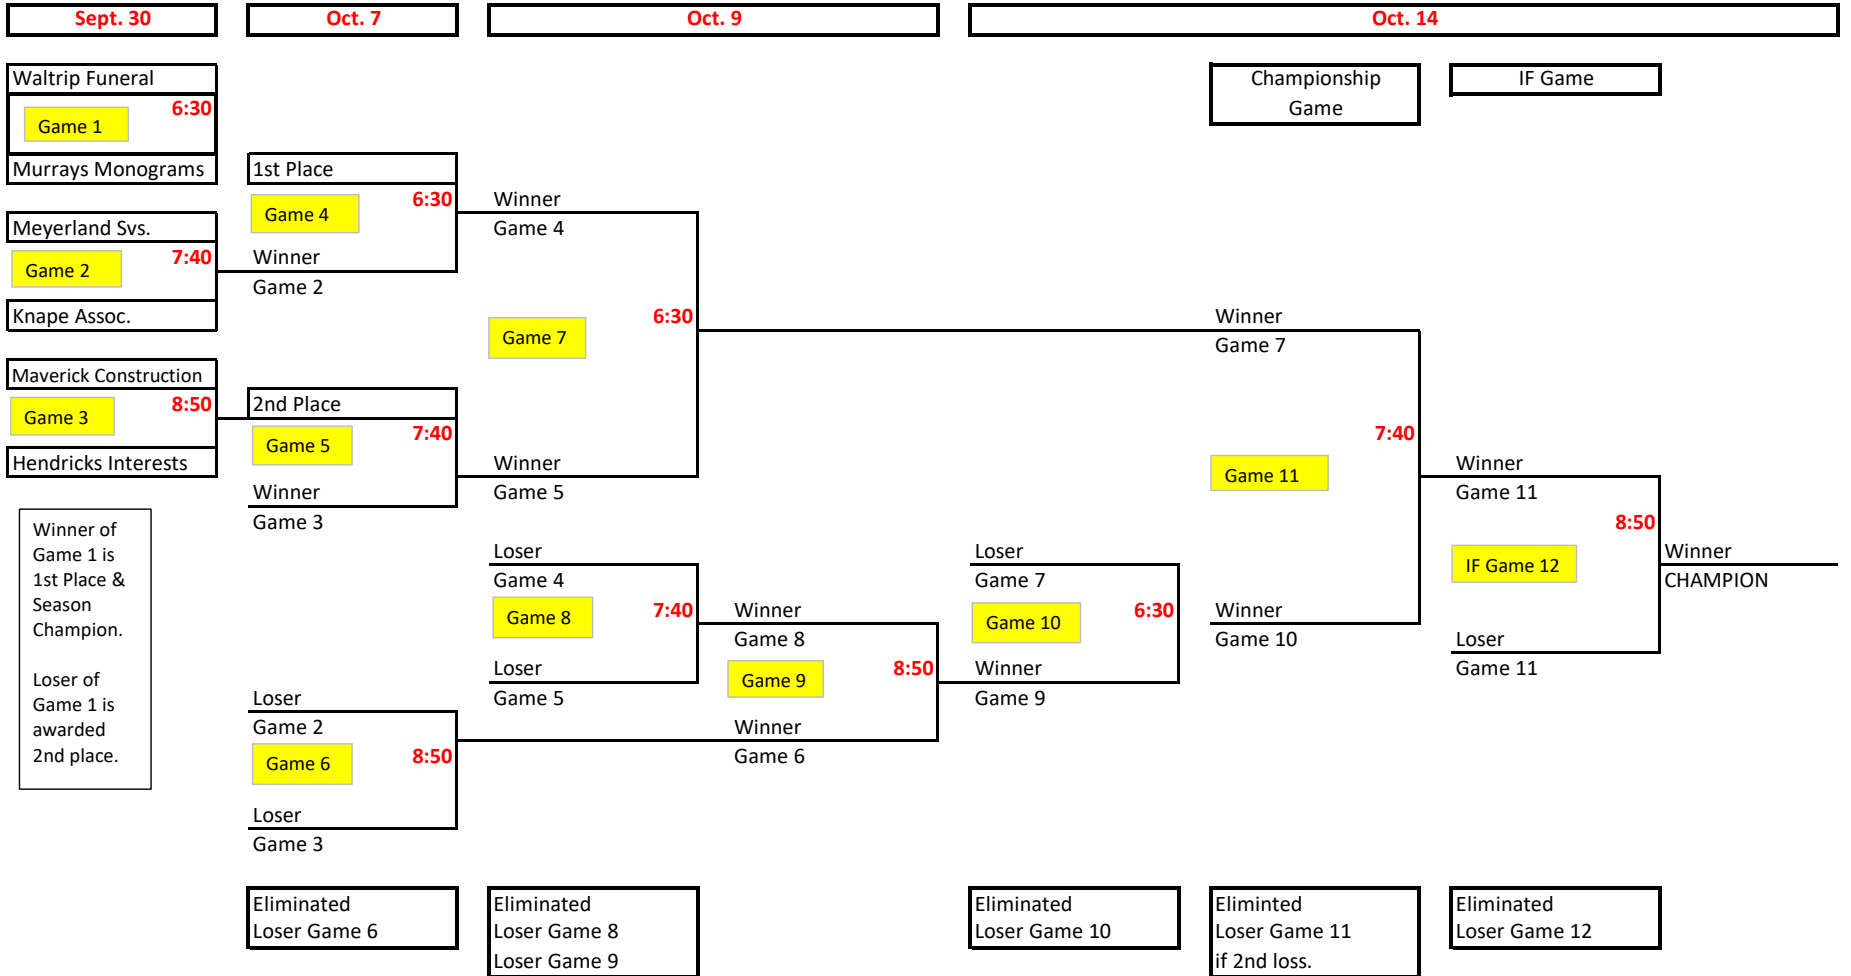 Sept. 30
Oct. 7
Oct. 9
Oct. 14
Championship
Game
IF Game
Waltrip Funeral
6:30
Game 1
Murrays Monograms
Meyerland Svs.
7:40
Game 2
Knape Assoc.
Maverick Construction
8:50
Game 3
Hendricks Interests
Winner of
Game 1 is
1st Place &
Season
Champion.
Loser of
Game 1 is
awarded
2nd place.
1st Place
6:30
Game 4
Winner
Game 2
2nd Place
7:40
Game 5
Winner
Game 3
Loser
Game 2
Game 6
8:50
Loser
Game 3
Winner
Game 4
6:30
Game 7
Winner
Game 5
Loser
Game 4
Game 8
7:40
Loser
Game 5
Winner
Game 8
Game 9
8:50
Winner
Game 6
Loser
Game 7
Game 10
6:30
Winner
Game 9
Winner
Game 7
7:40
Game 11
Winner
Game 10
Winner
Game 11
8:50
IF Game 12
Loser
Game 11
Winner
CHAMPION
Eliminated
Loser Game 6
Eliminated
Loser Game 8
Loser Game 9
Eliminated
Loser Game 10
Eliminted
Loser Game 11
if 2nd loss.
Eliminated
Loser Game 12